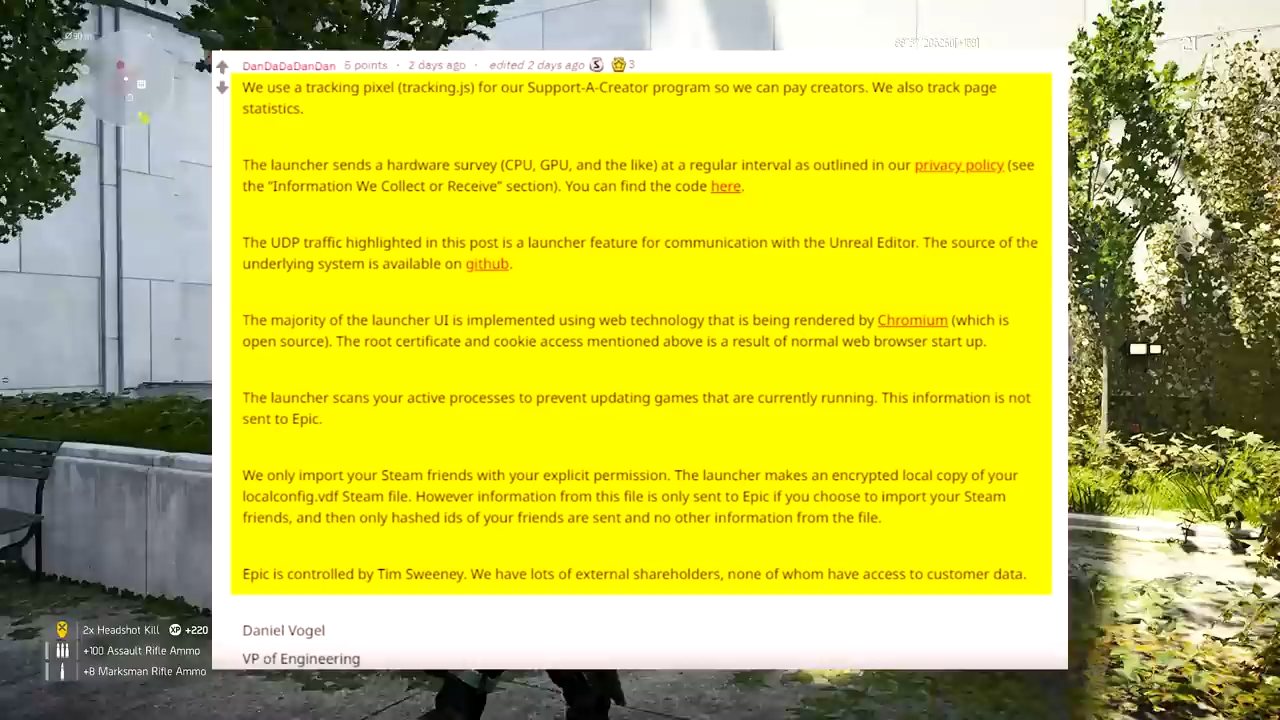 DanDaDaDanDan 5 points · 2 days ago · edited 2 days ago 3
We use a tracking pixel (tracking.js) for our Support-A-Creator program so we can pay creators. We also track page
statistics.
The launcher sends a hardware survey (CPU, GPU, and the like) at a regular interval as outlined in our privacy policy (see
the “Information We Collect or Receive” section). You can find the code here.
The UDP traffic highlighted in this post is a launcher feature for communication with the Unreal Editor. The source of the
underlying system is available on github.
The majority of the launcher UI is implemented using web technology that is being rendered by Chromium (which is
open source). The root certificate and cookie access mentioned above is a result of normal web browser start up.
The launcher scans your active processes to prevent updating games that are currently running. This information is not
sent to Epic.
We only import your Steam friends with your explicit permission. The launcher makes an encrypted local copy of your
localconfig.vdf Steam file. However information from this file is only sent to Epic if you choose to import your Steam
friends, and then only hashed ids of your friends are sent and no other information from the file.
Epic is controlled by Tim Sweeney. We have lots of external shareholders, none of whom have access to customer data.
Daniel Vogel
VP of Engineering
2x Headshot Kill XP +220
+100 Assault Rifle Ammo
+8 Marksman Rifle Ammo